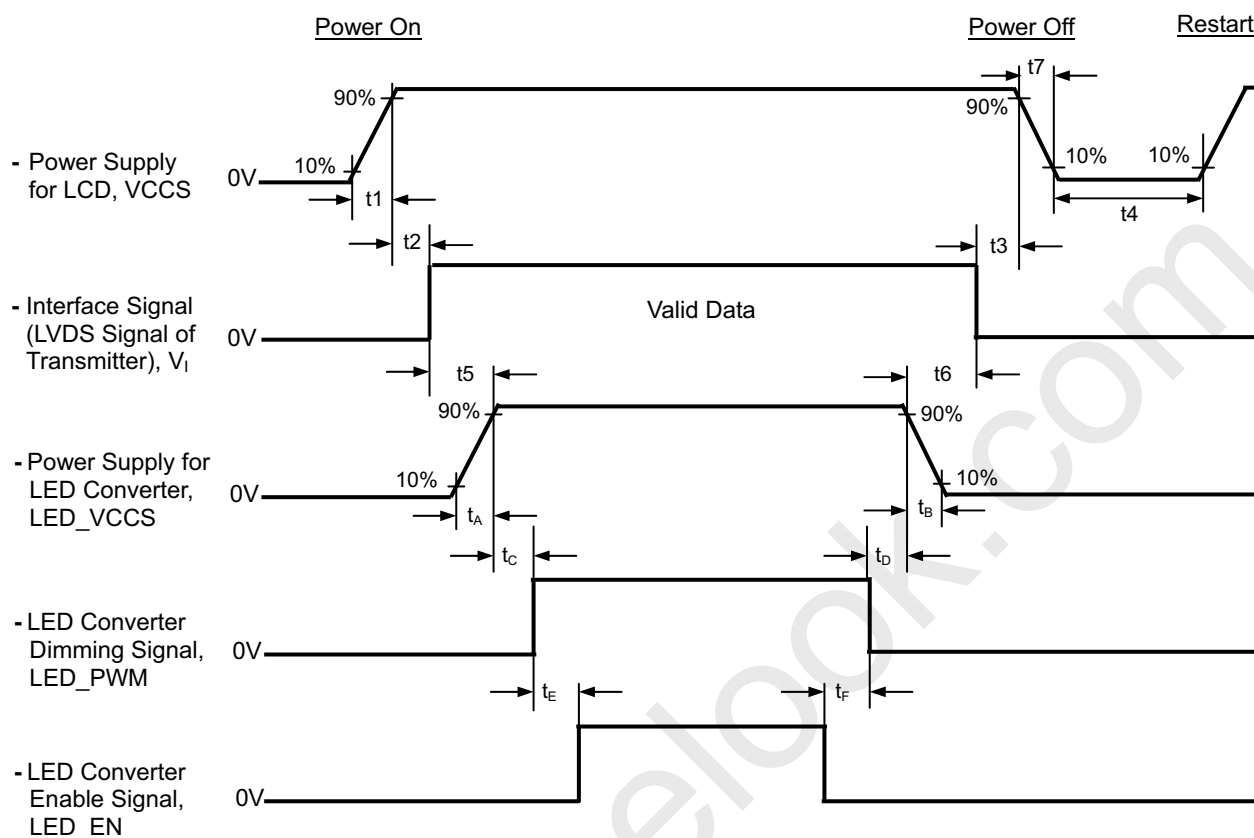 Power On
Power Off
Restart
t7
90%
90%
10%
10%
10%
- Power Supply
for LCD, VCCS
0V
t1
t4
t2
t3
- Interface Signal
(LVDS Signal of
Transmitter), VI
0V
Valid Data
t5
t6
90%
90%
- Power Supply for
LED Converter,
LED_VCCS
0V
10%
10%
tA
tB
tC
tD
- LED Converter
Dimming Signal,
LED_PWM
0V
tE
tF
- LED Converter
Enable Signal,
LED_EN
0V
elook.com